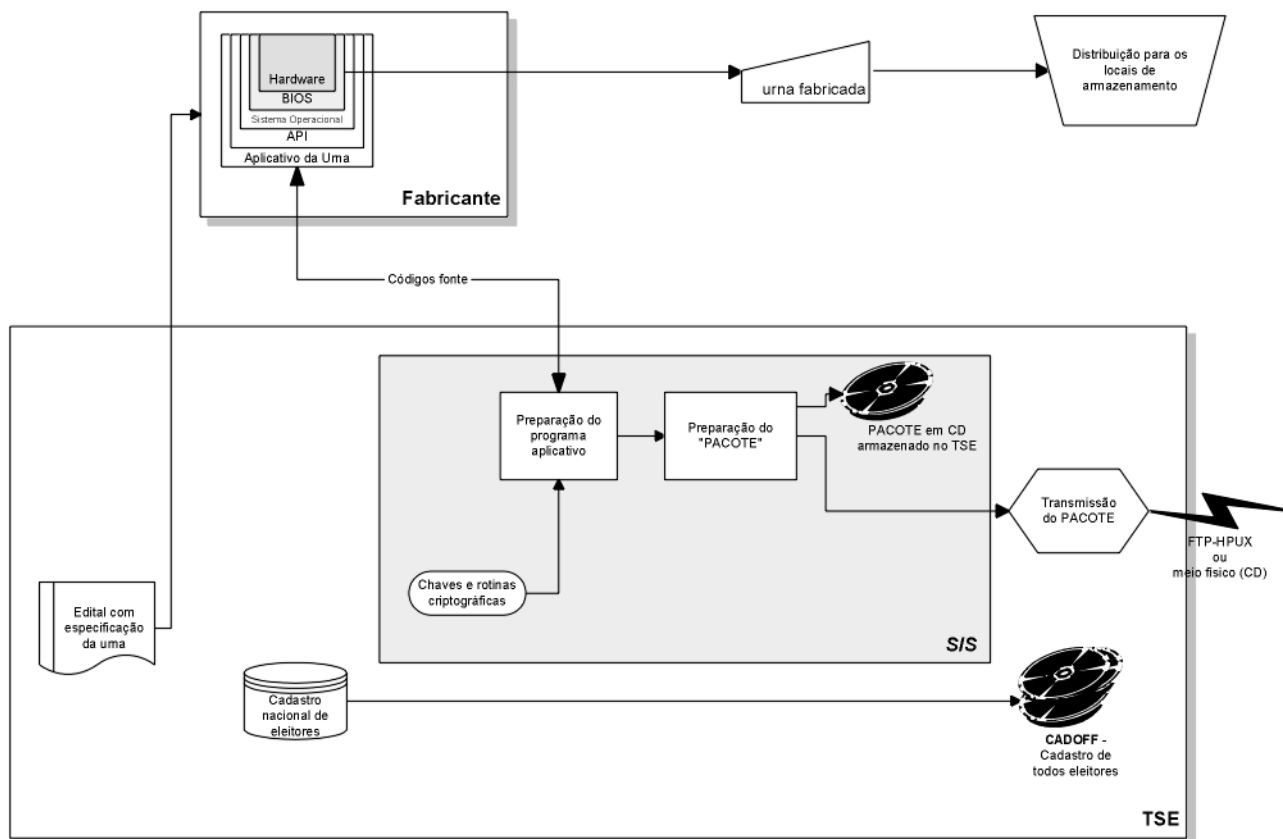 Hardware
BIOS
Sistema Operacional
API
Aplicativo da Urna
Fabricante
urna fabricada
Distribuição para os
locais de
armazenamento
Códigos fonte
Preparação do
programa
aplicativo
Preparação do
"PACOTE"
PACOTE em CD
armazenado no TSE
Transmissão
do PACOTE
FTP-HPUX
ou
meio físico (CD)
Chaves e rotinas
criptográficas
SIS
Edital com
especificação
da urna
Cadastro
nacional de
eleitores
CADOFF -
Cadastro de
todos eleitores
TSE